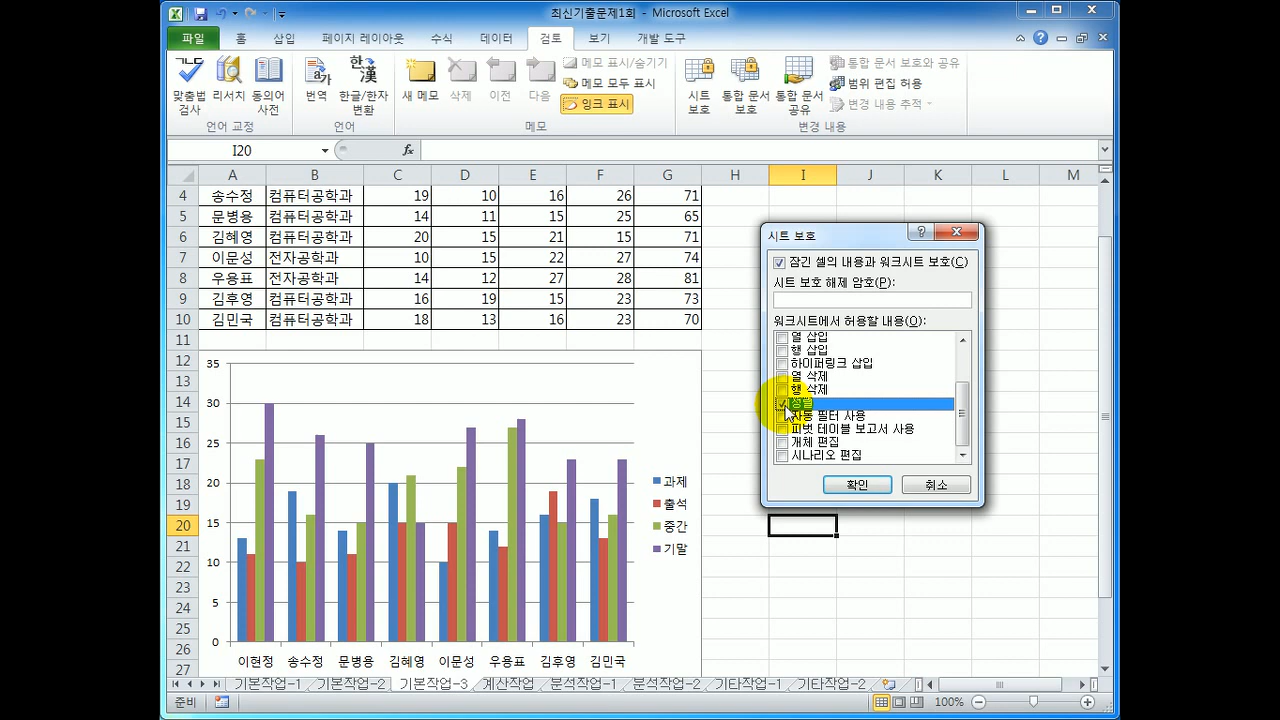 최신기출문제1회 - Microsoft Excel
파일 홈 삽입 페이지 레이아웃 수식 데이터 검토 보기 개발 도구
맞춤법 검사 리서치 동의어 사전
언어 교정
번역 한글/한자 변환
언어
새 메모 삭제 이전 다음
메모 표시/숨기기
메모 모두 표시
잉크 표시
메모
시트 보호 통합 문서 보호 통합 문서 공유
통합 문서 보호와 공유
범위 편집 허용
변경 내용 추적
변경 내용
I20 fx
A B C D E F G H I J K L M
4 송수정 컴퓨터공학과 19 10 16 26 71
5 문병용 컴퓨터공학과 14 11 15 25 65
6 김혜영 컴퓨터공학과 20 15 21 15 71
7 이문성 전자공학과 10 15 22 27 74
8 우용표 전자공학과 14 12 27 28 81
9 김후영 컴퓨터공학과 16 19 15 23 73
10 김민국 컴퓨터공학과 18 13 16 23 70
11
12
13
14
15
16
17
18
19
20
21
22
23
24
25
26
27
35
30
25
20
15
10
5
0
이현정 송수정 문병용 김혜영 이문성 우용표 김후영 김민국
과제
출석
중간
기말
시트 보호
잠긴 셀의 내용과 워크시트 보호(C)
시트 보호 해제 암호(P):
워크시트에서 허용할 내용(O):
열 삽입
행 삽입
하이퍼링크 삽입
열 삭제
행 삭제
정렬
자동 필터 사용
피벗 테이블 보고서 사용
개체 편집
시나리오 편집
확인 취소
기본작업-1 기본작업-2 기본작업-3 계산작업 분석작업-1 분석작업-2 기타작업-1 기타작업-2
준비 100%